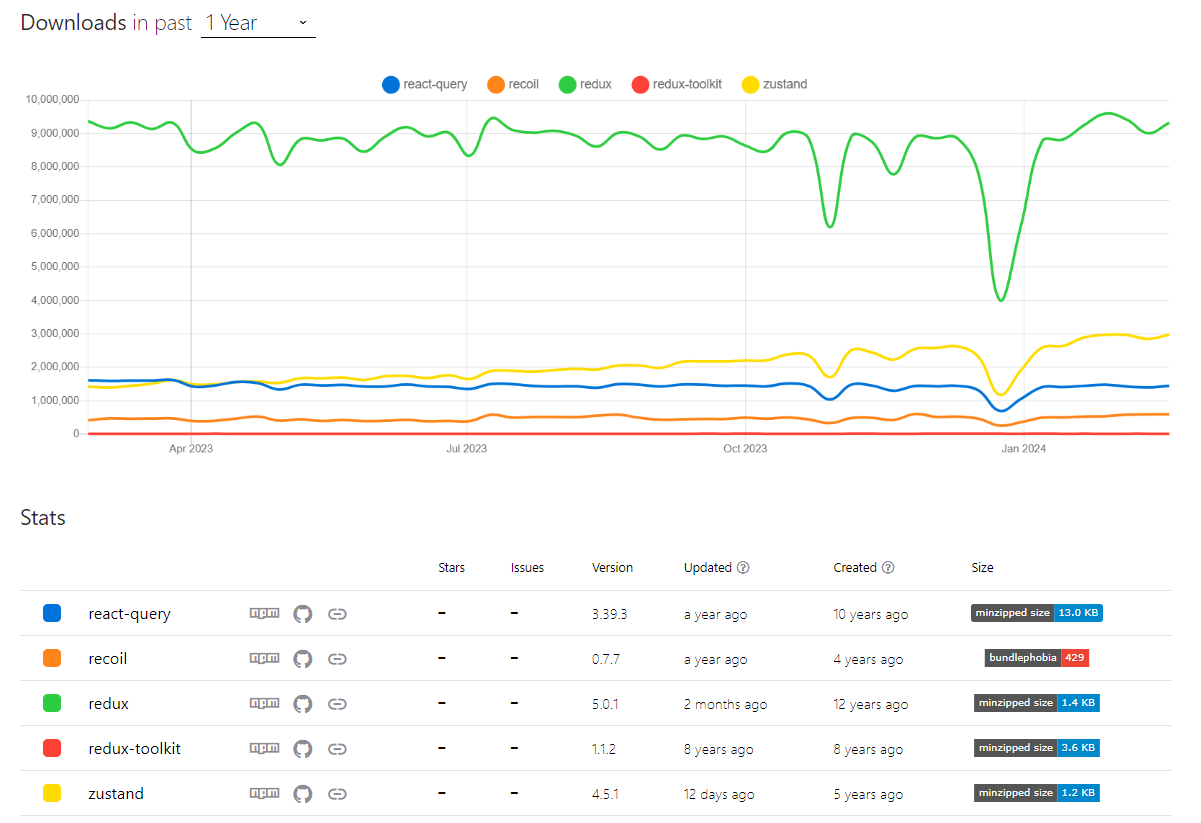 Downloads in past 1 Year
react-query recoil redux redux-toolkit zustand
10,000,000
9,000,000
8,000,000
7,000,000
6,000,000
5,000,000
4,000,000
3,000,000
2,000,000
1,000,000
0
Apr 2023 Jul 2023 Oct 2023 Jan 2024
Stats
Stars Issues Version Updated ? Created ? Size
react-query npm - - 3.39.3 a year ago 10 years ago minzipped size 13.0 KB
recoil npm - - 0.7.7 a year ago 4 years ago bundlephobia 429
redux npm - - 5.0.1 2 months ago 12 years ago minzipped size 1.4 KB
redux-toolkit npm - - 1.1.2 8 years ago 8 years ago minzipped size 3.6 KB
zustand npm - - 4.5.1 12 days ago 5 years ago minzipped size 1.2 KB